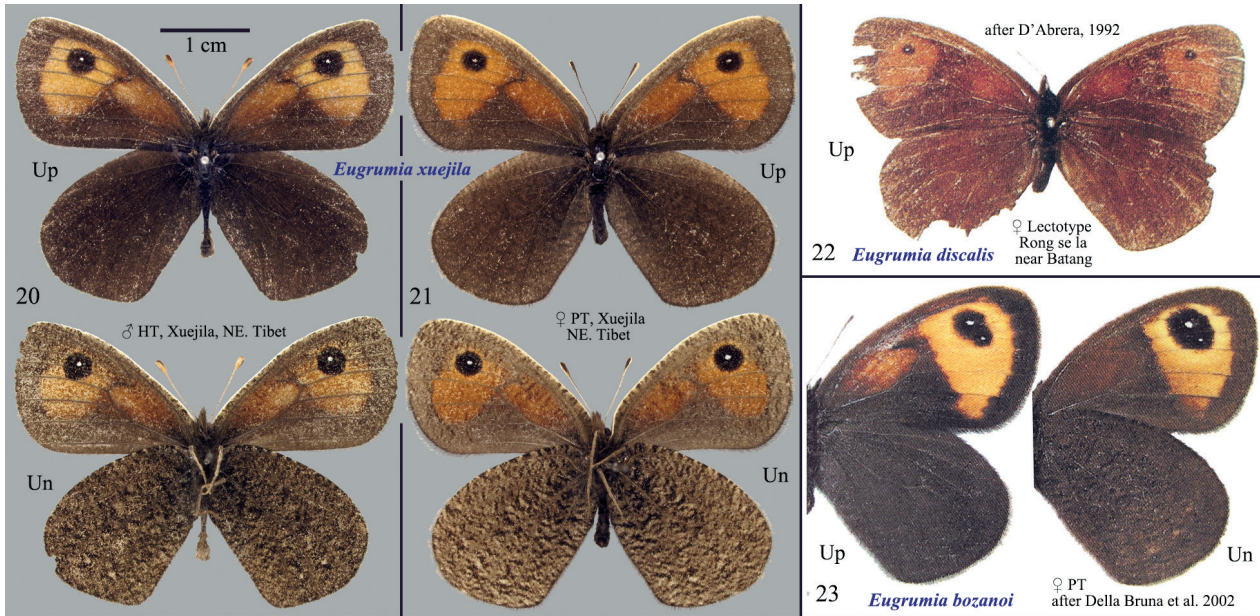 1 cm
Up
Eugrumia xuejila
Up
20
21
♂ HT, Xuejila, NE. Tibet
♀ PT, Xuejila
NE. Tibet
Un
Un
after D'Abrera, 1992
Up
♀ Lectotype
Rong se la
near Batang
22
Eugrumia discalis
Up
Un
23
Eugrumia bozanoi
♀ PT
after Della Bruna et al. 2002